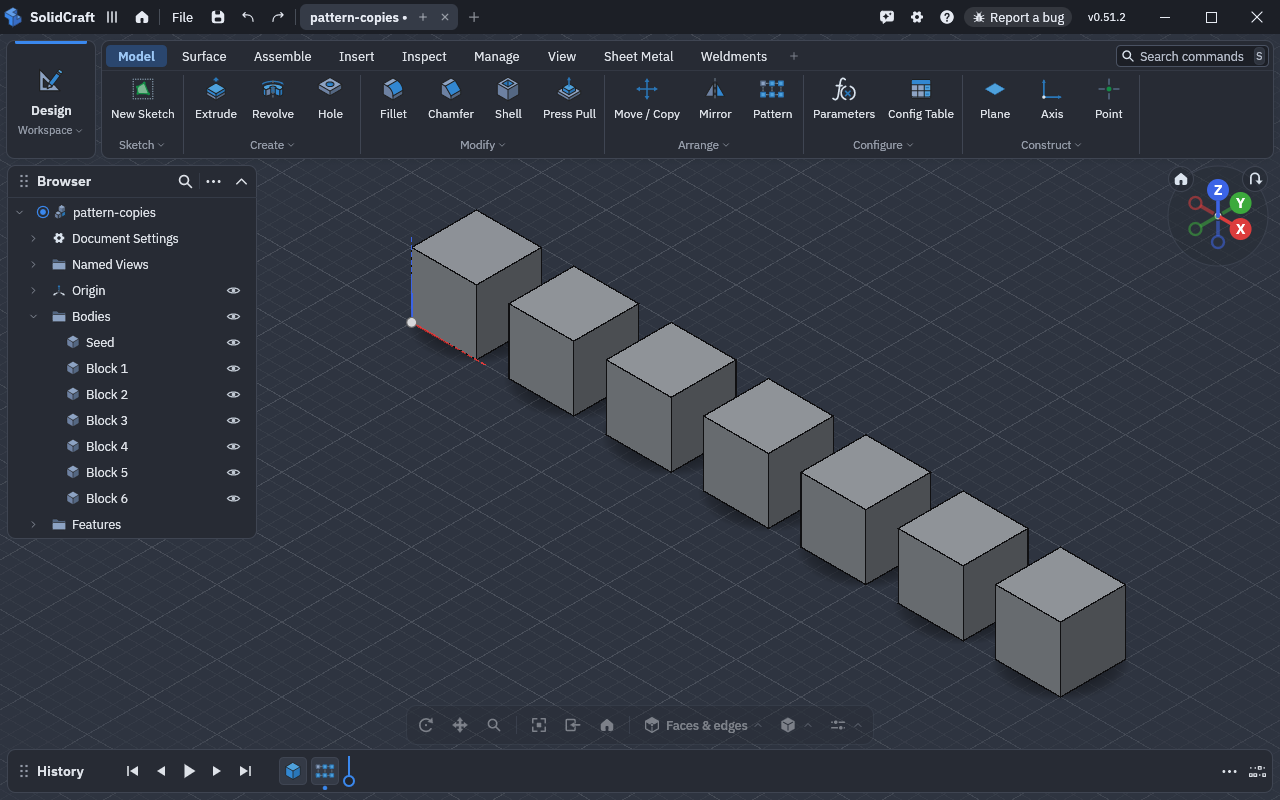 SolidCraft
File
pattern-copies •
Report a bug
v0.51.2
Design
Workspace
Model Surface Assemble Insert Inspect Manage View Sheet Metal Weldments
Search commands S
New Sketch Extrude Revolve Hole Fillet Chamfer Shell Press Pull Move / Copy Mirror Pattern Parameters Config Table Plane Axis Point
Sketch Create Modify Arrange Configure Construct
Browser
pattern-copies
Document Settings
Named Views
Origin
Bodies
Seed
Block 1
Block 2
Block 3
Block 4
Block 5
Block 6
Features
Z
Y
X
Faces & edges
History